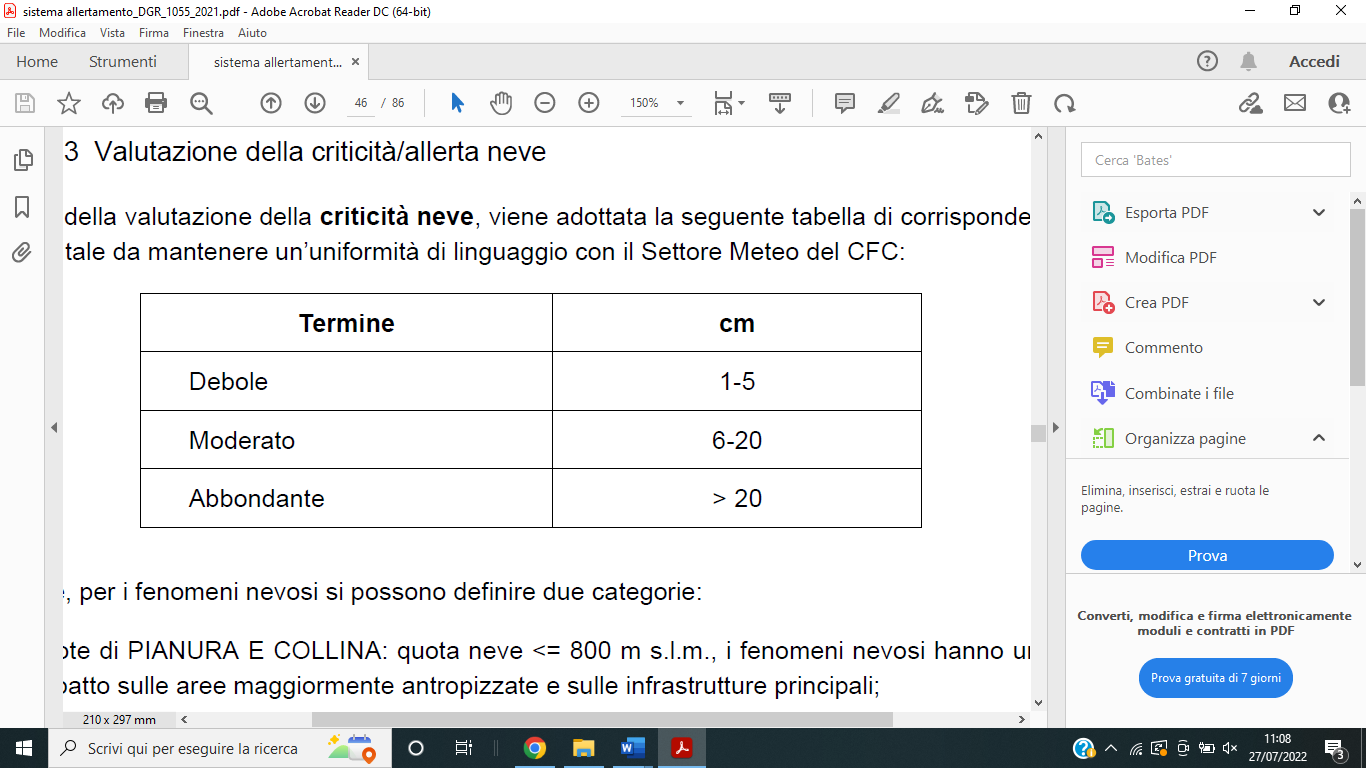 sistema allertamento_DGR_1055_2021.pdf - Adobe Acrobat Reader DC (64-bit)
File Modifica Vista Firma Finestra Aiuto
Home Strumenti sistema allertament... × Accedi
46 / 86 150%
3 Valutazione della criticità/allerta neve
della valutazione della criticità neve, viene adottata la seguente tabella di corrisponde
tale da mantenere un’uniformità di linguaggio con il Settore Meteo del CFC:
Termine cm
Debole 1-5
Moderato 6-20
Abbondante > 20
e, per i fenomeni nevosi si possono definire due categorie:
ote di PIANURA E COLLINA: quota neve <= 800 m s.l.m., i fenomeni nevosi hanno un
patto sulle aree maggiormente antropizzate e sulle infrastrutture principali;
210 x 297 mm
Cerca 'Bates'
Esporta PDF
Modifica PDF
Crea PDF
Commento
Combinate i file
Organizza pagine
Elimina, inserisci, estrai e ruota le
pagine.
Prova
Converti, modifica e firma elettronicamente
moduli e contratti in PDF
Prova gratuita di 7 giorni
Scrivi qui per eseguire la ricerca
11:08
27/07/2022
3